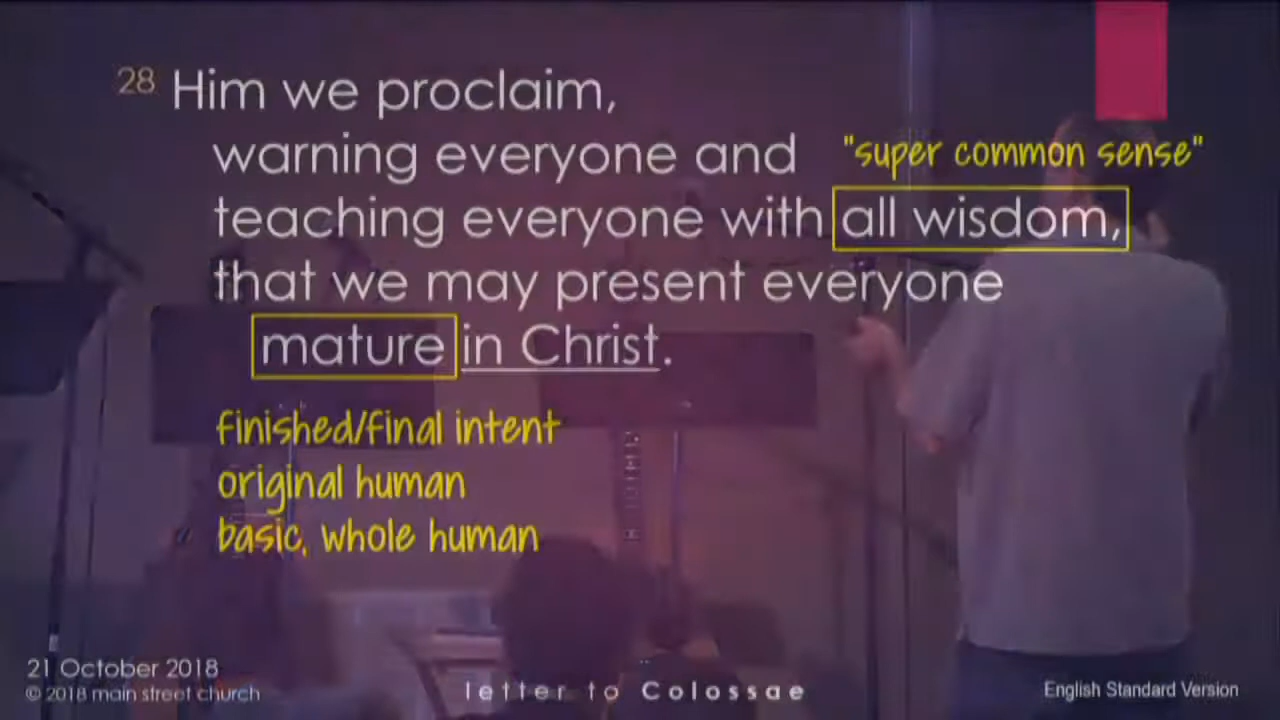 28 Him we proclaim,
warning everyone and "super common sense"
teaching everyone with all wisdom,
that we may present everyone
mature in Christ.
finished/final intent
original human
basic, whole human
21 October 2018
© 2018 main street church
letter to Colossae
English Standard Version